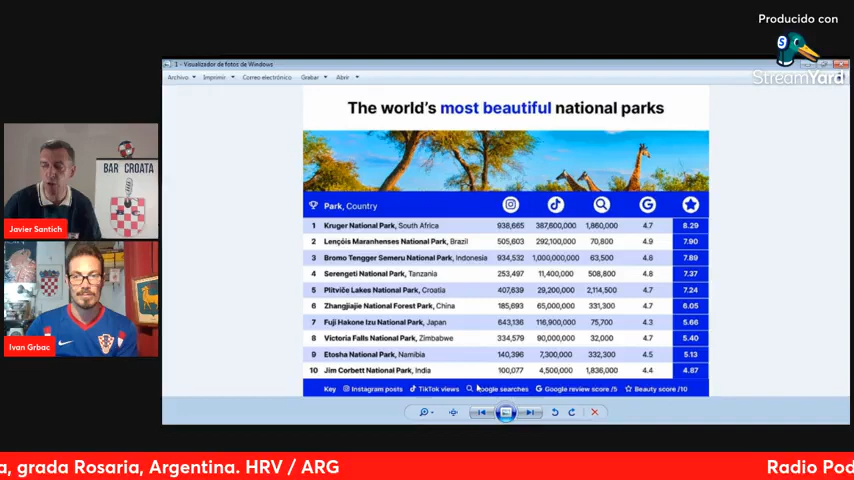 Producido con
StreamYard
1 - Visualizador de fotos de Windows
Archivo Imprimir Correo electrónico Grabar Abrir
The world's most beautiful national parks
Park, Country
1 Kruger National Park, South Africa 938,665 387,600,000 1,860,000 4.7 8.29
2 Lençóis Maranhenses National Park, Brazil 505,603 292,100,000 70,800 4.9 7.90
3 Bromo Tengger Semeru National Park, Indonesia 934,532 1,000,000,000 63,500 4.8 7.89
4 Serengeti National Park, Tanzania 253,497 11,400,000 508,800 4.8 7.37
5 Plitviče Lakes National Park, Croatia 407,639 29,200,000 2,114,500 4.7 7.24
6 Zhangjiajie National Forest Park, China 185,693 65,000,000 331,300 4.7 6.05
7 Fuji Hakone Izu National Park, Japan 643,136 116,900,000 75,700 4.3 5.66
8 Victoria Falls National Park, Zimbabwe 334,579 90,000,000 32,000 4.7 5.40
9 Etosha National Park, Namibia 140,396 7,300,000 332,300 4.5 5.13
10 Jim Corbett National Park, India 100,077 4,500,000 1,836,000 4.4 4.87
Key Instagram posts TikTok views Google searches Google review score /5 Beauty score /10
BAR CROATA
Javier Santich
Ivan Grbac
a, grada Rosaria, Argentina. HRV / ARG
Radio Pod